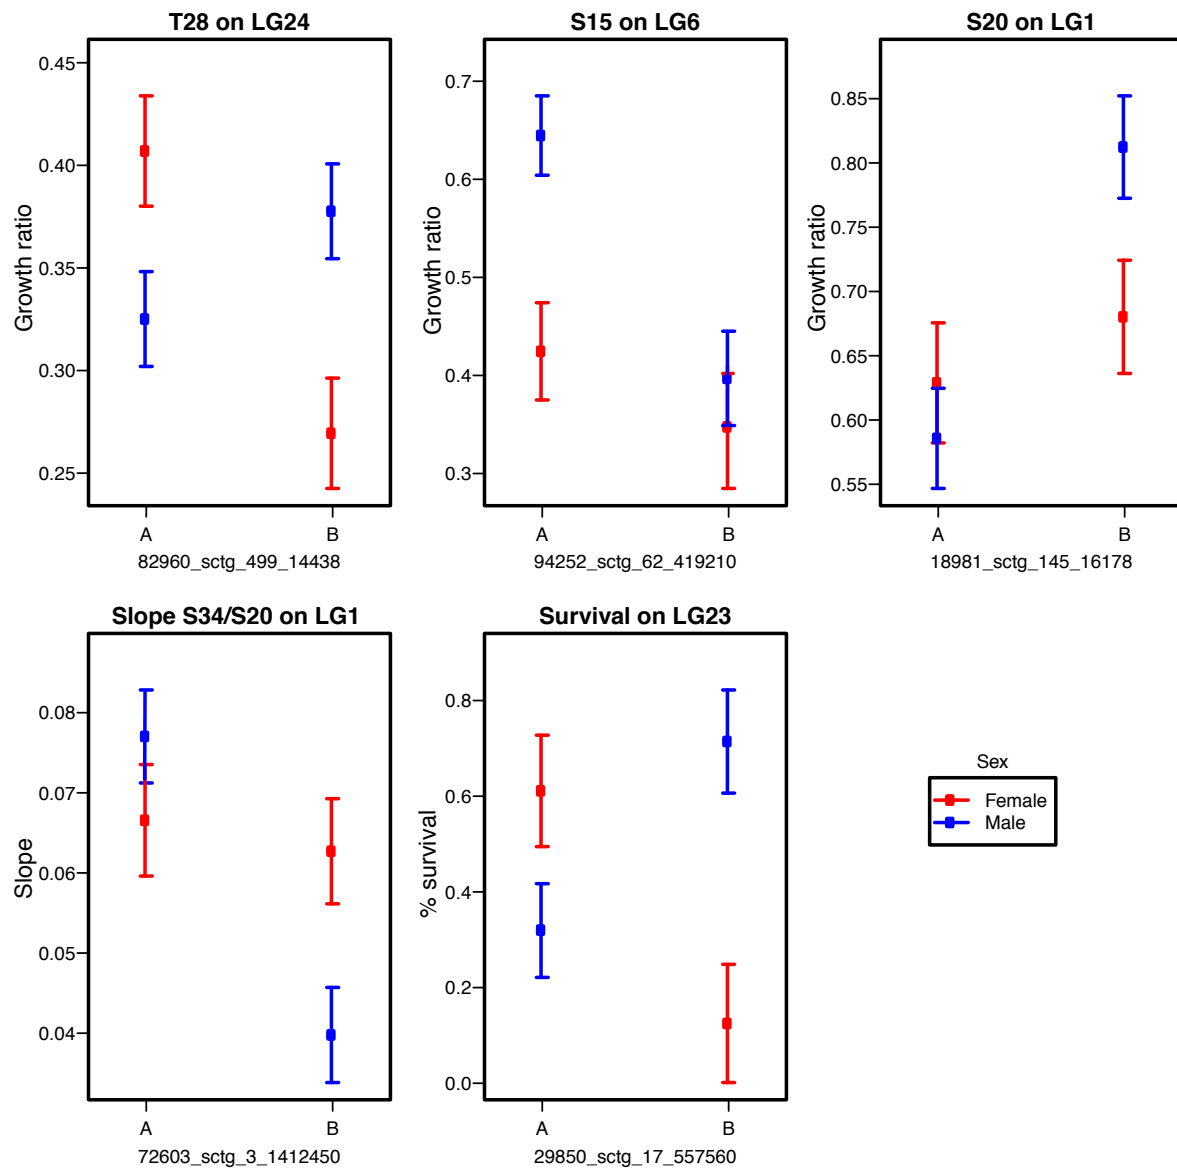 T28 on LG24
Growth ratio
0.45
0.40
0.35
0.30
0.25
A B
82960_sctg_499_14438
S15 on LG6
Growth ratio
0.7
0.6
0.5
0.4
0.3
A B
94252_sctg_62_419210
S20 on LG1
Growth ratio
0.85
0.80
0.75
0.70
0.65
0.60
0.55
A B
18981_sctg_145_16178
Slope S34/S20 on LG1
Slope
0.08
0.07
0.06
0.05
0.04
A B
72603_sctg_3_1412450
Survival on LG23
% survival
0.8
0.6
0.4
0.2
0.0
A B
29850_sctg_17_557560
Sex
Female
Male